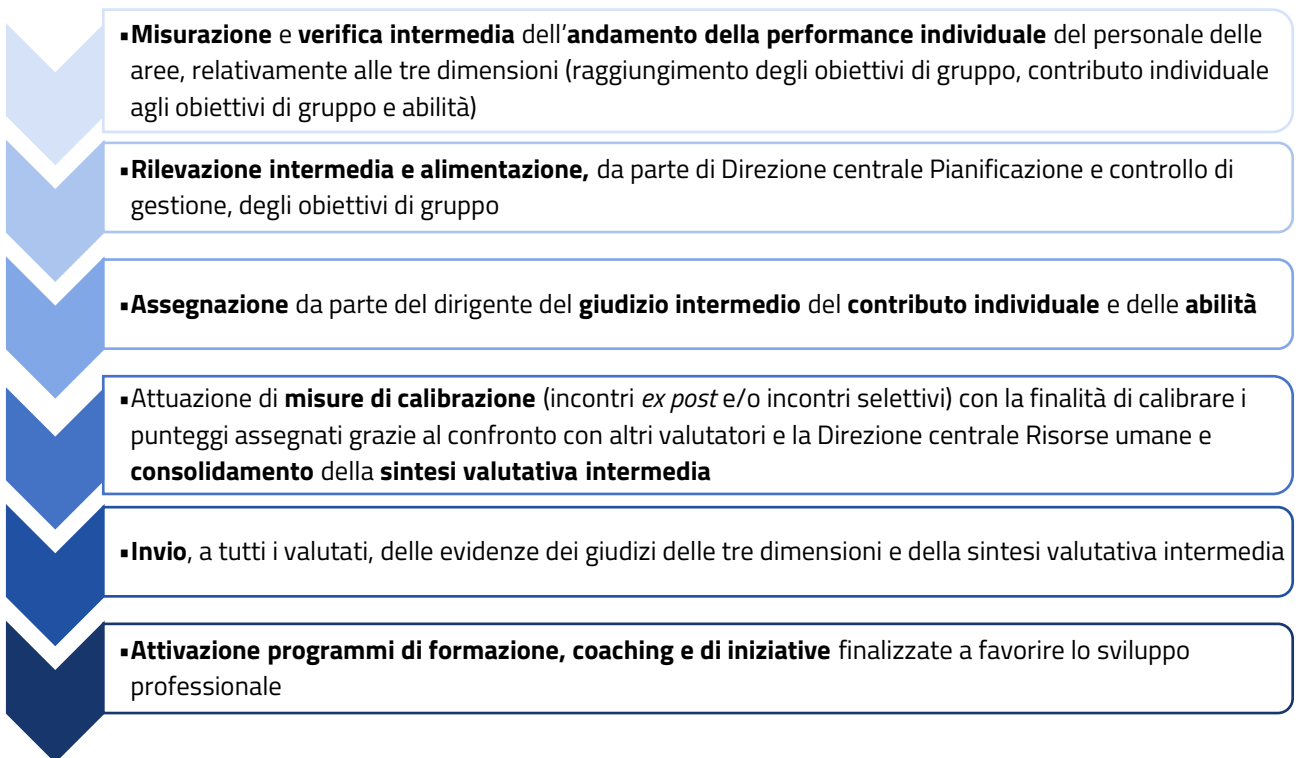 ▪Misurazione e verifica intermedia dell'andamento della performance individuale del personale delle
aree, relativamente alle tre dimensioni (raggiungimento degli obiettivi di gruppo, contributo individuale
agli obiettivi di gruppo e abilità)
▪Rilevazione intermedia e alimentazione, da parte di Direzione centrale Pianificazione e controllo di
gestione, degli obiettivi di gruppo
▪Assegnazione da parte del dirigente del giudizio intermedio del contributo individuale e delle abilità
▪Attuazione di misure di calibrazione (incontri ex post e/o incontri selettivi) con la finalità di calibrare i
punteggi assegnati grazie al confronto con altri valutatori e la Direzione centrale Risorse umane e
consolidamento della sintesi valutativa intermedia
▪Invio, a tutti i valutati, delle evidenze dei giudizi delle tre dimensioni e della sintesi valutativa intermedia
▪Attivazione programmi di formazione, coaching e di iniziative finalizzate a favorire lo sviluppo
professionale